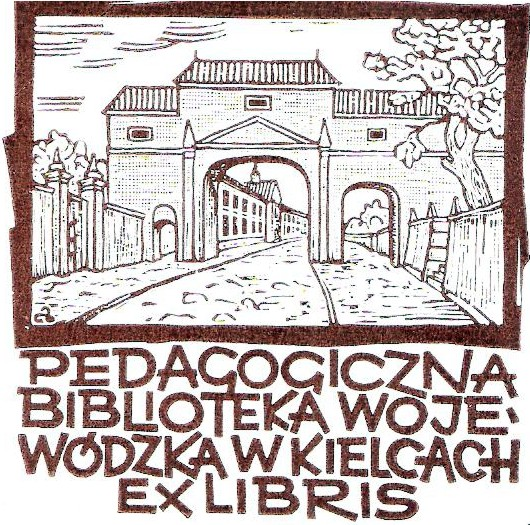 PEDAGOGICZNA
BIBLIOTEKA WOJE-
WÓDZKA W KIELCACH
EX LIBRIS